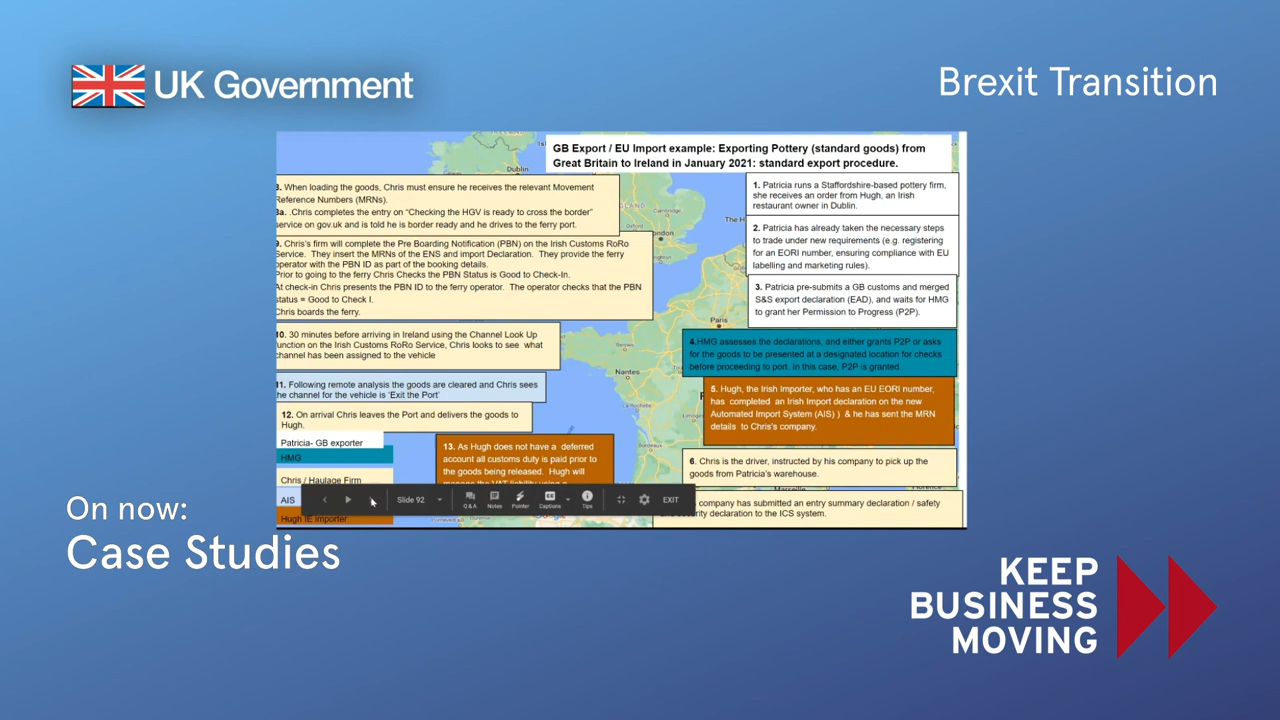 UK Government
Brexit Transition
GB Export / EU Import example: Exporting Pottery (standard goods) from
Great Britain to Ireland in January 2021: standard export procedure.
1. Patricia runs a Staffordshire-based pottery firm,
she receives an order from Hugh, an Irish
restaurant owner in Dublin.
2. Patricia has already taken the necessary steps
to trade under new requirements (e.g. registering
for an EORI number, ensuring compliance with EU
labelling and marketing rules).
3. Patricia pre-submits a GB customs and merged
S&S export declaration (EAD), and waits for HMG
to grant her Permission to Progress (P2P).
4.HMG assesses the declarations, and either grants P2P or asks
for the goods to be presented at a designated location for checks
before proceeding to port. In this case, P2P is granted
5. Hugh, the Irish Importer, who has an EU EORI number,
has completed an Irish Import declaration on the new
Automated Import System (AIS) ) & he has sent the MRN
details to Chris's company.
6. Chris is the driver, instructed by his company to pick up the
goods from Patricia's warehouse.
company has submitted an entry summary declaration / safety
declaration to the ICS system.
. When loading the goods, Chris must ensure he receives the relevant Movement
Reference Numbers (MRNs).
a. .Chris completes the entry on “Checking the HGV is ready to cross the border”
service on gov.uk and is told he is border ready and he drives to the ferry port.
9. Chris's firm will complete the Pre Boarding Notification (PBN) on the Irish Customs RoRo
Service. They insert the MRNs of the ENS and import Declaration. They provide the ferry
operator with the PBN ID as part of the booking details.
Prior to going to the ferry Chris Checks the PBN Status is Good to Check-In.
At check-in Chris presents the PBN ID to the ferry operator. The operator checks that the PBN
status = Good to Check I.
Chris boards the ferry.
10. 30 minutes before arriving in Ireland using the Channel Look Up
function on the Irish Customs RoRo Service, Chris looks to see what
channel has been assigned to the vehicle
11. Following remote analysis the goods are cleared and Chris sees
the channel for the vehicle is 'Exit the Port'
12. On arrival Chris leaves the Port and delivers the goods to
Hugh.
13. As Hugh does not have a deferred
account all customs duty is paid prior to
the goods being released. Hugh will
Patricia- GB exporter
HMG
Chris / Haulage Firm
AIS
Hugh IE importer
Dublin
Cambridge
Oxford
Paris
Rennes
Nantes
La Rochelle
Bordeaux
Slide 92
Q & A
Notes
Pointer
Captions
Tips
EXIT
On now:
Case Studies
KEEP
BUSINESS
MOVING